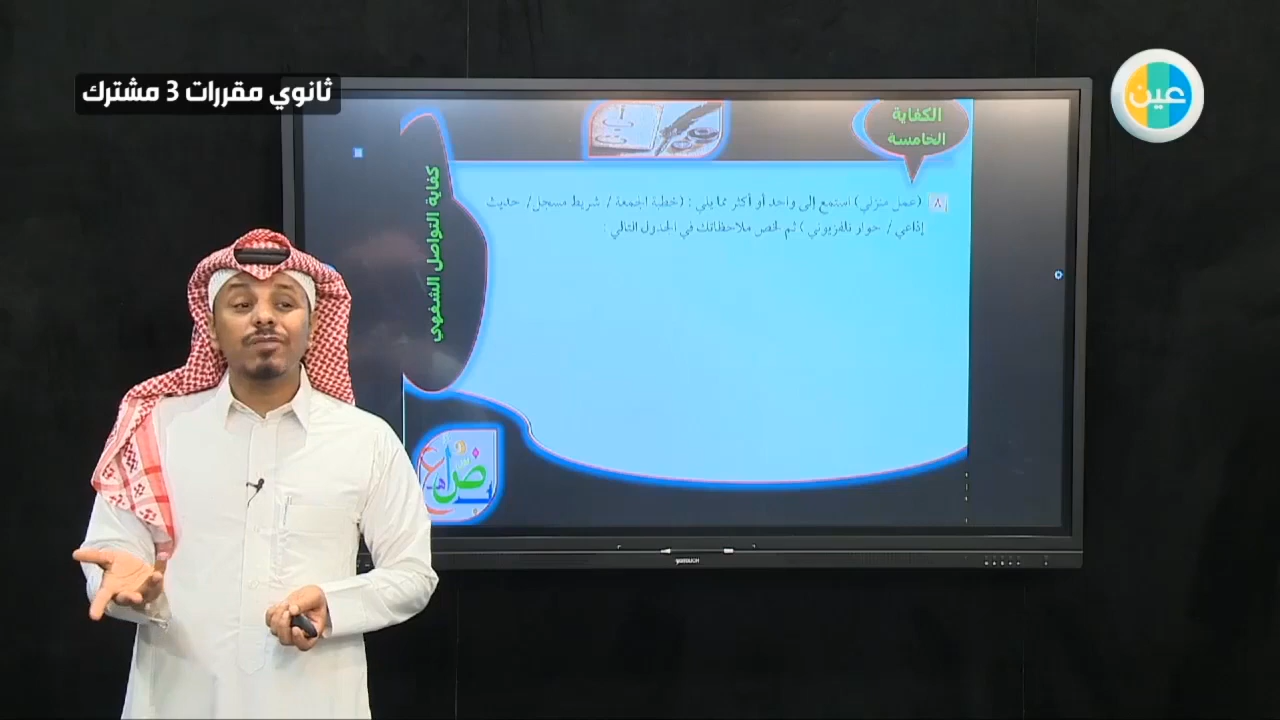 ثانوي مقررات 3 مشترك
عين
الكفاية
الخامسة
كفاية التواصل الشفهي
٨ (عمل منزلي) استمع إلى واحد أو أكثر مما يلي : (خطبة الجمعة / شريط مسجل/ حديث
إذاعي / حوار تلفزيوني ) ثم لخص ملاحظاتك في الجدول التالي :